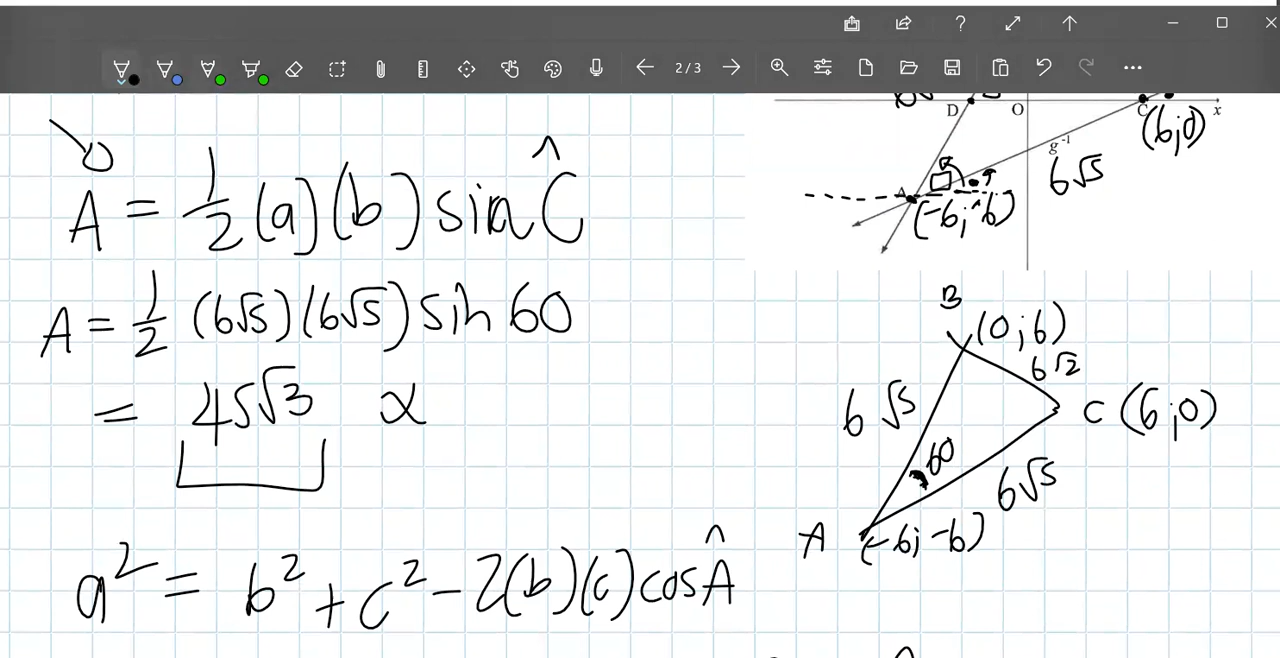 2/3
D O C x
(6;0)
g⁻¹
6√5
A
(-6;-6)
A = 1/2 (a)(b) sin Ĉ
A = 1/2 (6√5)(6√5) sin 60
= 45√3 α
B
(0;6)
6√2
6√5
C (6;0)
60
6√5
A (-6;-6)
a² = b² + c² - 2(b)(c) cos Â